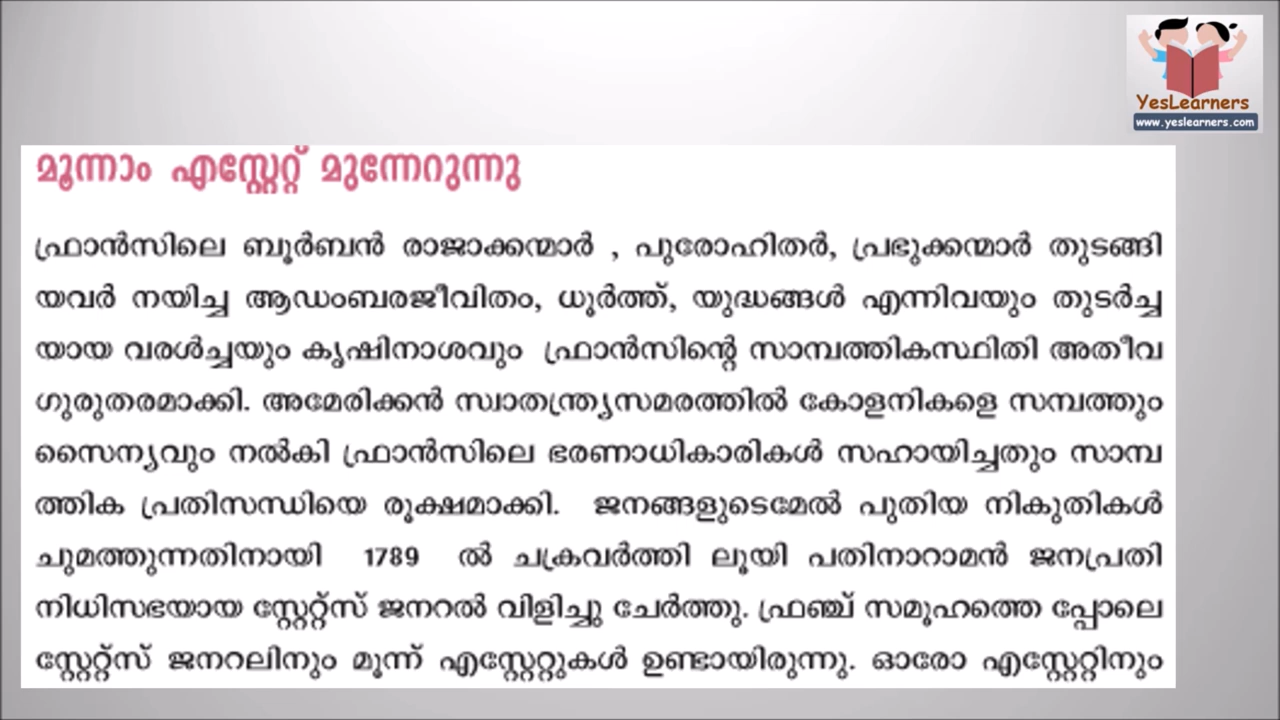 YesLearners
www.yeslearners.com
മൂന്നാം എസ്റ്റേറ്റ് മുന്നേറുന്നു
ഫ്രാൻസിലെ ബൂർബൻ രാജാക്കന്മാർ , പുരോഹിതർ, പ്രഭുക്കന്മാർ തുടങ്ങി
യവർ നയിച്ച ആഡംബരജീവിതം, ധൂർത്ത്, യുദ്ധങ്ങൾ എന്നിവയും തുടർച്ച
യായ വരൾച്ചയും കൃഷിനാശവും ഫ്രാൻസിന്റെ സാമ്പത്തികസ്ഥിതി അതീവ
ഗുരുതരമാക്കി. അമേരിക്കൻ സ്വാതന്ത്ര്യസമരത്തിൽ കോളനികളെ സമ്പത്തും
സൈന്യവും നൽകി ഫ്രാൻസിലെ ഭരണാധികാരികൾ സഹായിച്ചതും സാമ്പ
ത്തിക പ്രതിസന്ധിയെ രൂക്ഷമാക്കി. ജനങ്ങളുടെമേൽ പുതിയ നികുതികൾ
ചുമത്തുന്നതിനായി 1789 ൽ ചക്രവർത്തി ലൂയി പതിനാറാമൻ ജനപ്രതി
നിധിസഭയായ സ്റ്റേറ്റ്സ് ജനറൽ വിളിച്ചു ചേർത്തു. ഫ്രഞ്ച് സമൂഹത്തെ പ്പോലെ
സ്റ്റേറ്റ്സ് ജനറലിനും മൂന്ന് എസ്റ്റേറ്റുകൾ ഉണ്ടായിരുന്നു. ഓരോ എസ്റ്റേറ്റിനും